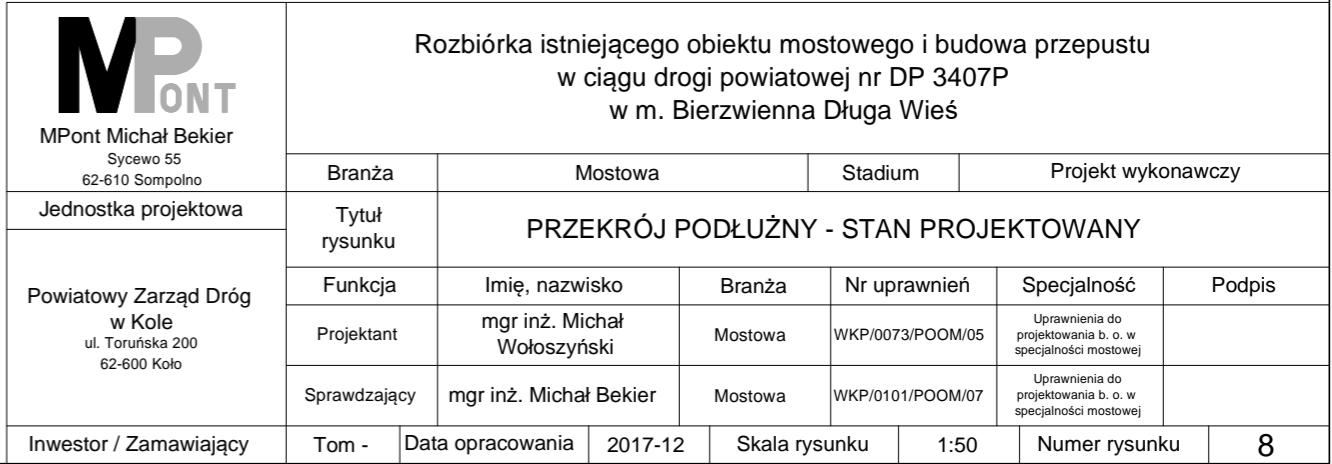 MPONT
MPont Michał Bekier
Sycewo 55
62-610 Sompolno
Jednostka projektowa
Powiatowy Zarząd Dróg
w Kole
ul. Toruńska 200
62-600 Koło
Inwestor / Zamawiający
Rozbiórka istniejącego obiektu mostowego i budowa przepustu
w ciągu drogi powiatowej nr DP 3407P
w m. Bierzwienna Długa Wieś
Branża Mostowa Stadium Projekt wykonawczy
Tytuł
rysunku
PRZEKRÓJ PODŁUŻNY - STAN PROJEKTOWANY
Funkcja Imię, nazwisko Branża Nr uprawnień Specjalność Podpis
Projektant
mgr inż. Michał
Wołoszyński
Mostowa
WKP/0073/POOM/05
Uprawnienia do
projektowania b. o. w
specjalności mostowej
Sprawdzający
mgr inż. Michał Bekier
Mostowa
WKP/0101/POOM/07
Uprawnienia do
projektowania b. o. w
specjalności mostowej
Tom - Data opracowania 2017-12 Skala rysunku 1:50 Numer rysunku 8